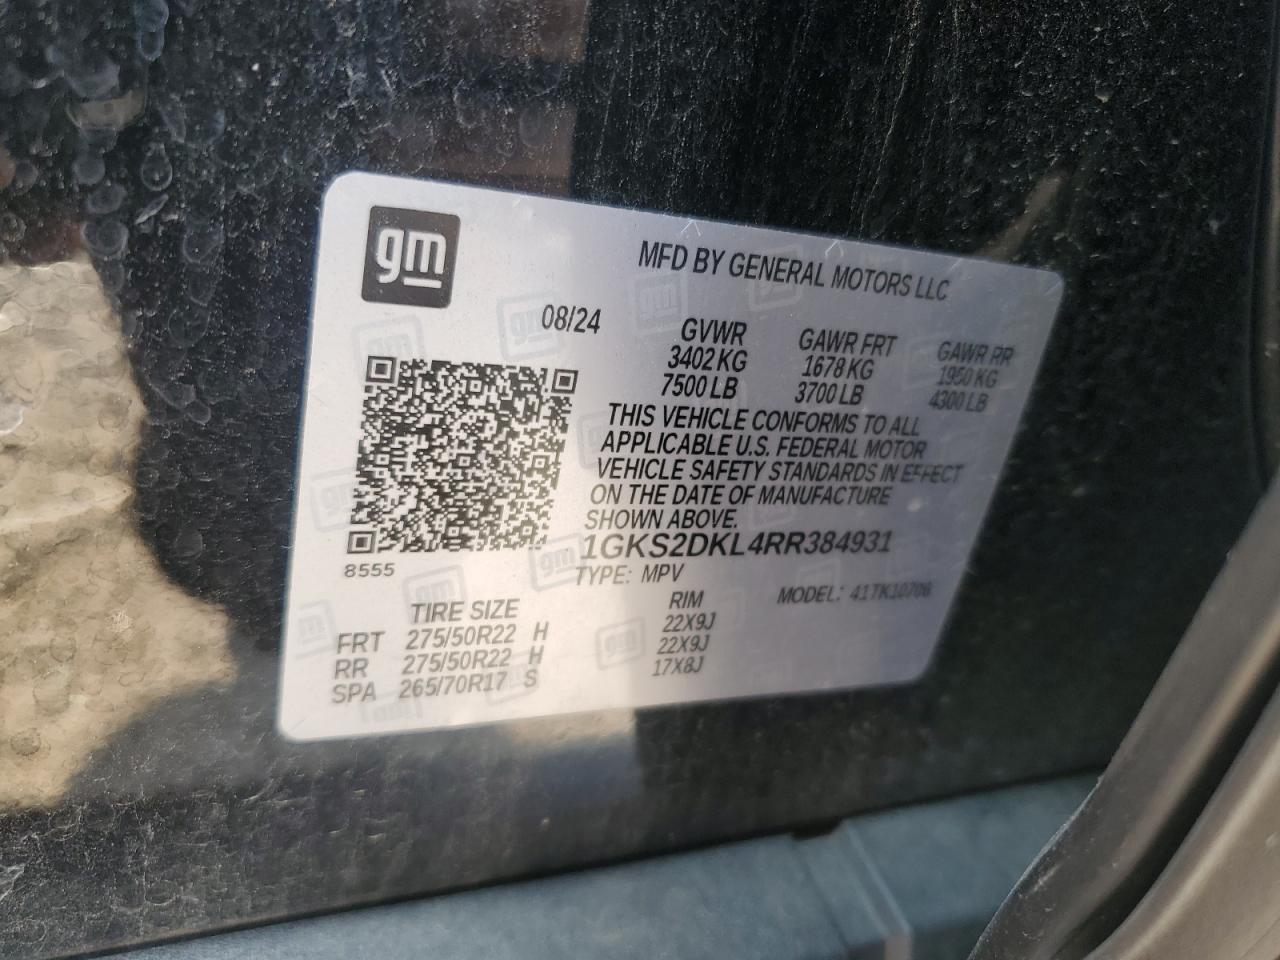 gm
MFD BY GENERAL MOTORS LLC
08/24
GVWR GAWR FRT GAWR RR
3402 KG 1678 KG 1950 KG
7500 LB 3700 LB 4300 LB
THIS VEHICLE CONFORMS TO ALL
APPLICABLE U.S. FEDERAL MOTOR
VEHICLE SAFETY STANDARDS IN EFFECT
ON THE DATE OF MANUFACTURE
SHOWN ABOVE.
1GKS2DKL4RR384931
8555
TYPE: MPV
MODEL: 41TK10706
TIRE SIZE RIM
FRT 275/50R22 H 22X9J
RR 275/50R22 H 22X9J
SPA 265/70R17 S 17X8J